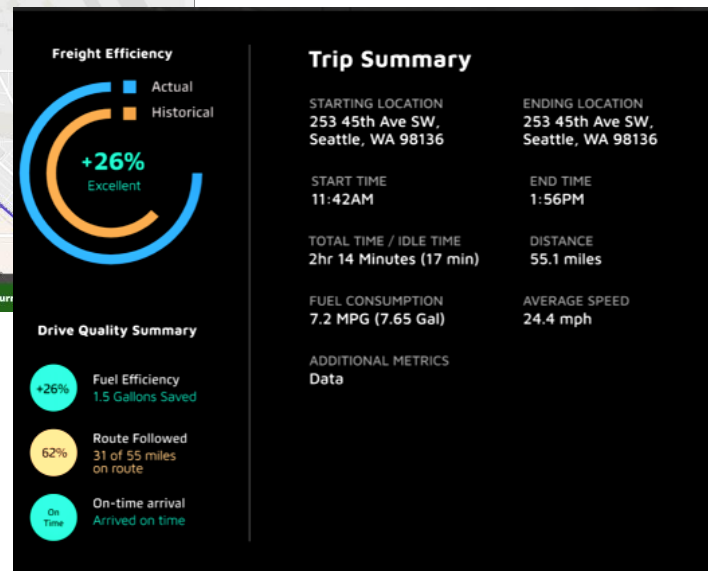 Freight Efficiency
Actual
Historical
+26%
Excellent
Drive Quality Summary
+26%
Fuel Efficiency
1.5 Gallons Saved
62%
Route Followed
31 of 55 miles
on route
On
Time
On-time arrival
Arrived on time
Trip Summary
STARTING LOCATION
253 45th Ave SW,
Seattle, WA 98136
ENDING LOCATION
253 45th Ave SW,
Seattle, WA 98136
START TIME
11:42AM
END TIME
1:56PM
TOTAL TIME / IDLE TIME
2hr 14 Minutes (17 min)
DISTANCE
55.1 miles
FUEL CONSUMPTION
7.2 MPG (7.65 Gal)
AVERAGE SPEED
24.4 mph
ADDITIONAL METRICS
Data